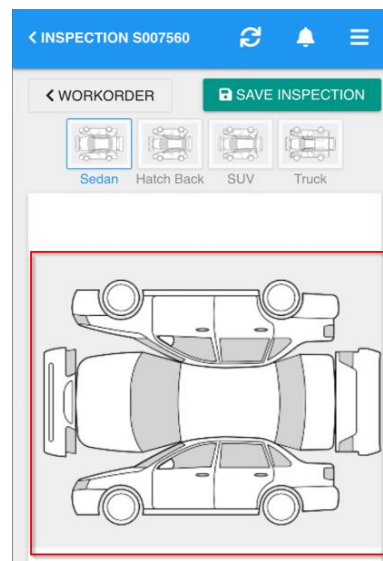 INSPECTION S007560
WORKORDER
SAVE INSPECTION
Sedan Hatch Back SUV Truck